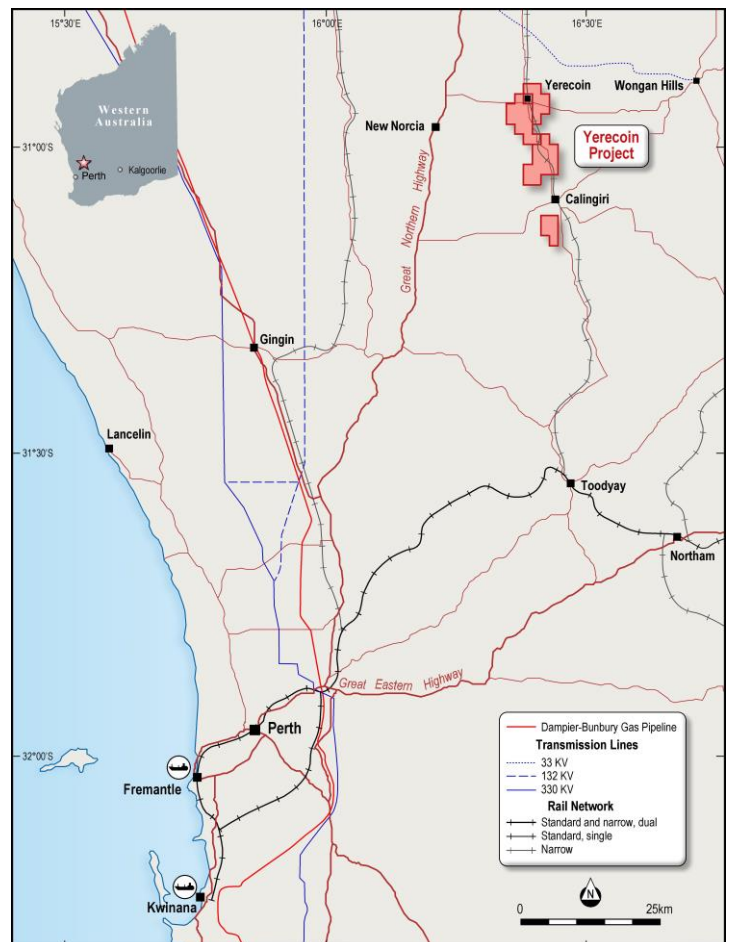 15°30'E
16°00'E
16°30'E
31°00'S
31°30'S
32°00'S
Western
Australia
Perth
Kalgoorlie
Yerecoin
Wongan Hills
New Norcia
Yerecoin
Project
Calingiri
Great Northern Highway
Gingin
Lancelin
Toodyay
Northam
Great Eastern Highway
Perth
Fremantle
Kwinana
Dampier-Bunbury Gas Pipeline
Transmission Lines
33 KV
132 KV
330 KV
Rail Network
Standard and narrow, dual
Standard, single
Narrow
N
0 25km